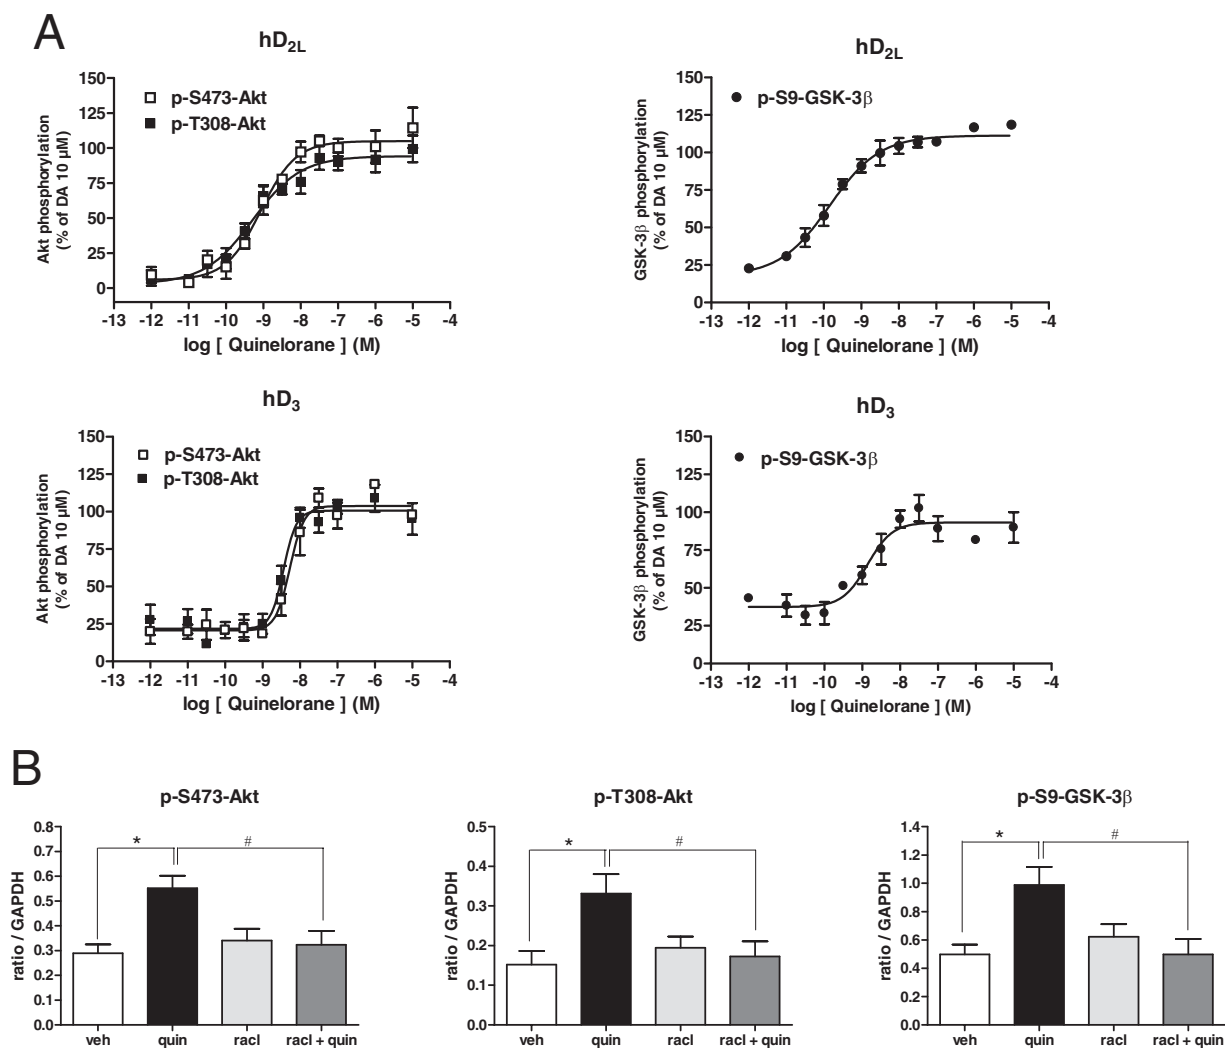 A
hD2L
150
125
100
75
50
25
0
Akt phosphorylation
(% of DA 10 µM)
p-S473-Akt
p-T308-Akt
-13 -12 -11 -10 -9 -8 -7 -6 -5 -4
log [ Quinelorane ] (M)
hD2L
150
125
100
75
50
25
0
GSK-3β phosphorylation
(% of DA 10 µM)
p-S9-GSK-3β
-13 -12 -11 -10 -9 -8 -7 -6 -5 -4
log [ Quinelorane ] (M)
hD3
150
125
100
75
50
25
0
Akt phosphorylation
(% of DA 10 µM)
p-S473-Akt
p-T308-Akt
-13 -12 -11 -10 -9 -8 -7 -6 -5 -4
log [ Quinelorane ] (M)
hD3
150
125
100
75
50
25
0
GSK-3β phosphorylation
(% of DA 10 µM)
p-S9-GSK-3β
-13 -12 -11 -10 -9 -8 -7 -6 -5 -4
log [ Quinelorane ] (M)
B
p-S473-Akt
0.8
0.7
0.6
0.5
0.4
0.3
0.2
0.1
0.0
ratio / GAPDH
* #
veh quin racl racl + quin
p-T308-Akt
0.5
0.4
0.3
0.2
0.1
0.0
ratio / GAPDH
* #
veh quin racl racl + quin
p-S9-GSK-3β
1.4
1.2
1.0
0.8
0.6
0.4
0.2
0.0
ratio / GAPDH
* #
veh quin racl racl + quin